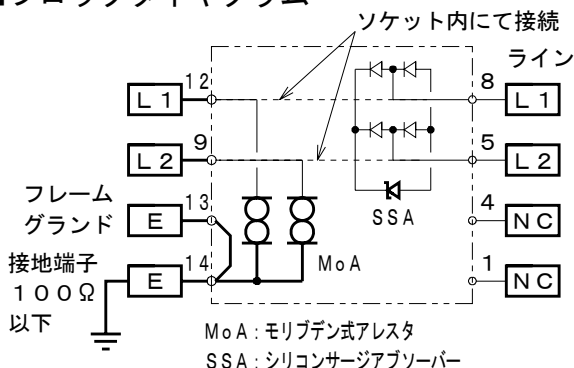 ブロックダイヤグラム
ソケット内にて接続
ライン
12
L1
8
L1
9
L2
5
L2
フレーム
グランド
13
E
SSA
4
NC
接地端子
100Ω
以下
14
E
MoA
1
NC
MoA：モリブデン式アレスタ
SSA：シリコンサージアブソーバー